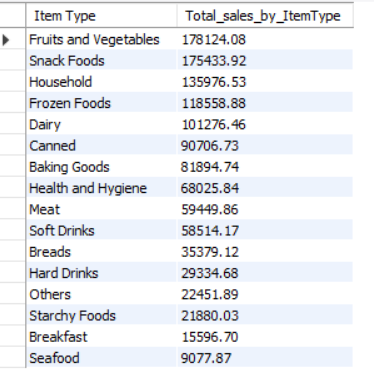 Item Type Total_sales_by_ItemType
Fruits and Vegetables 178124.08
Snack Foods 175433.92
Household 135976.53
Frozen Foods 118558.88
Dairy 101276.46
Canned 90706.73
Baking Goods 81894.74
Health and Hygiene 68025.84
Meat 59449.86
Soft Drinks 58514.17
Breads 35379.12
Hard Drinks 29334.68
Others 22451.89
Starchy Foods 21880.03
Breakfast 15596.70
Seafood 9077.87